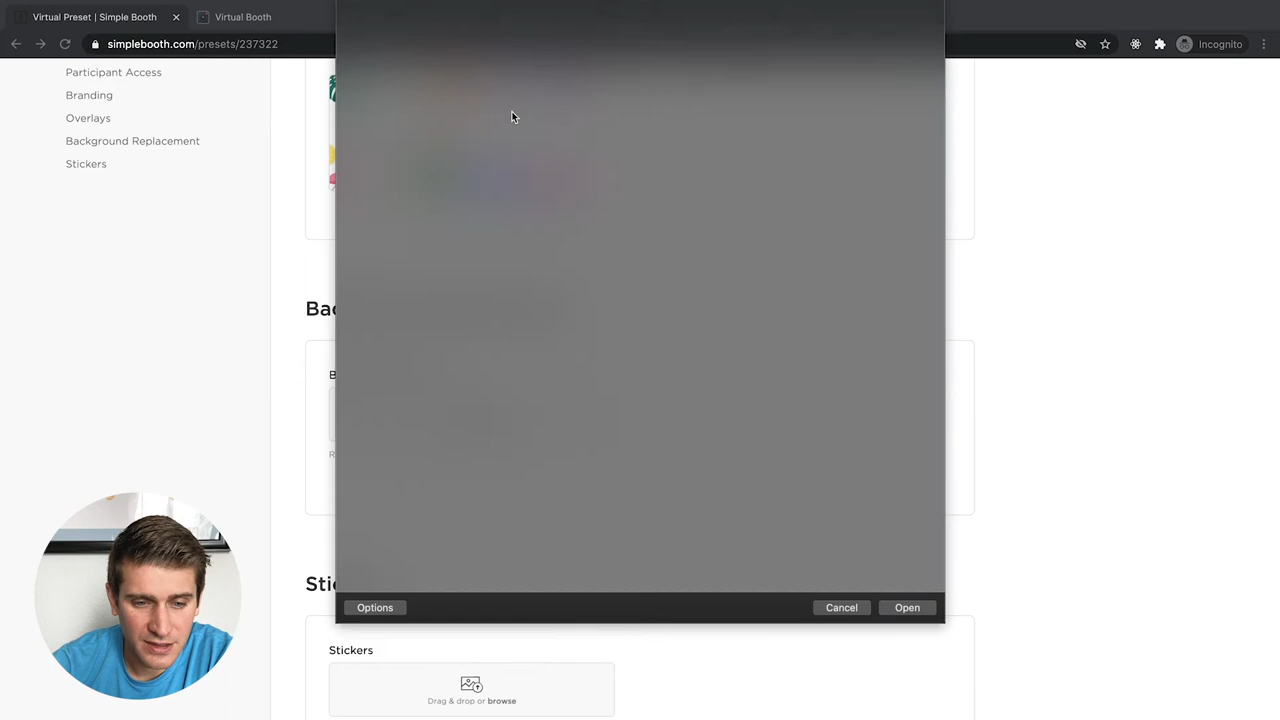 Virtual Preset | Simple Booth
Virtual Booth
simplebooth.com/presets/237322
Incognito
Participant Access
Branding
Overlays
Background Replacement
Stickers
Options
Cancel
Open
Stickers
Drag & drop or browse